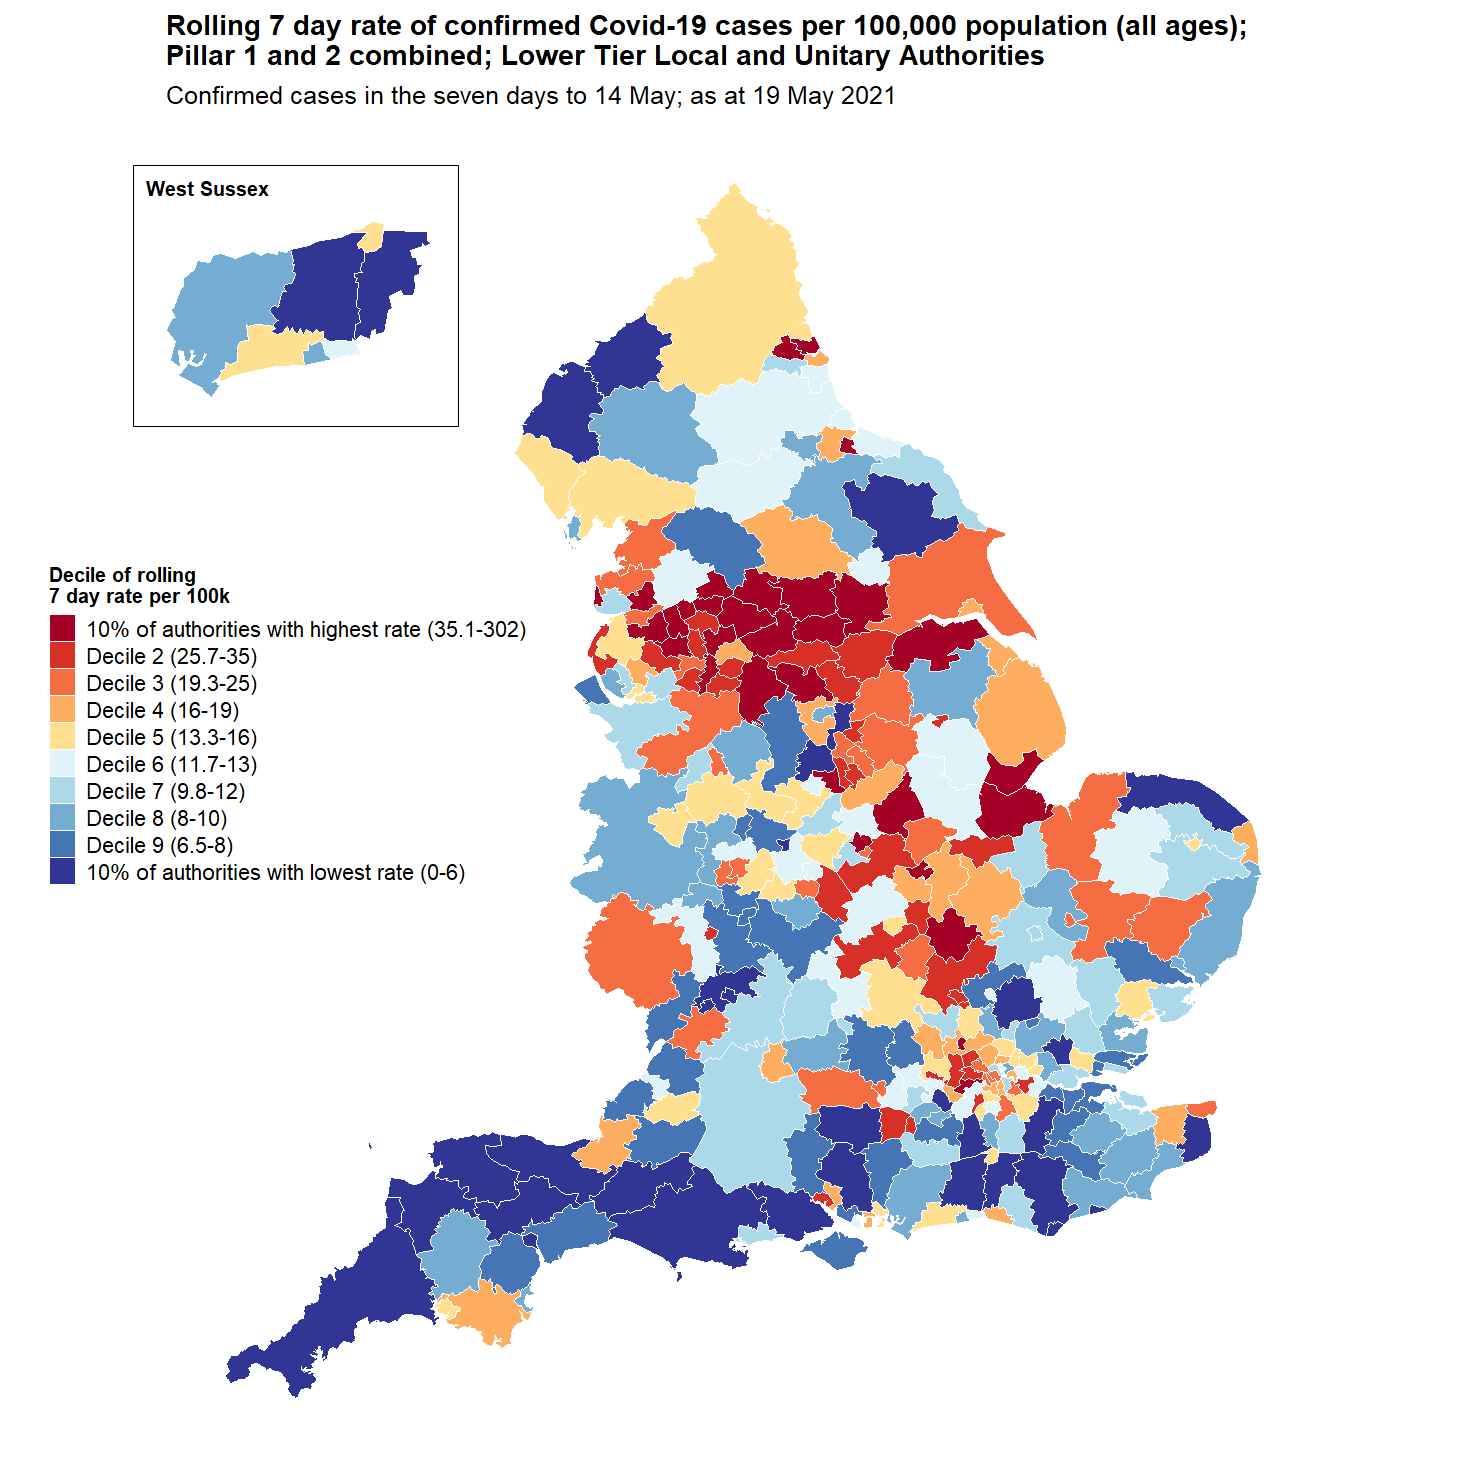 Rolling 7 day rate of confirmed Covid-19 cases per 100,000 population (all ages);
Pillar 1 and 2 combined; Lower Tier Local and Unitary Authorities
Confirmed cases in the seven days to 14 May; as at 19 May 2021
West Sussex
Decile of rolling
7 day rate per 100k
10% of authorities with highest rate (35.1-302)
Decile 2 (25.7-35)
Decile 3 (19.3-25)
Decile 4 (16-19)
Decile 5 (13.3-16)
Decile 6 (11.7-13)
Decile 7 (9.8-12)
Decile 8 (8-10)
Decile 9 (6.5-8)
10% of authorities with lowest rate (0-6)